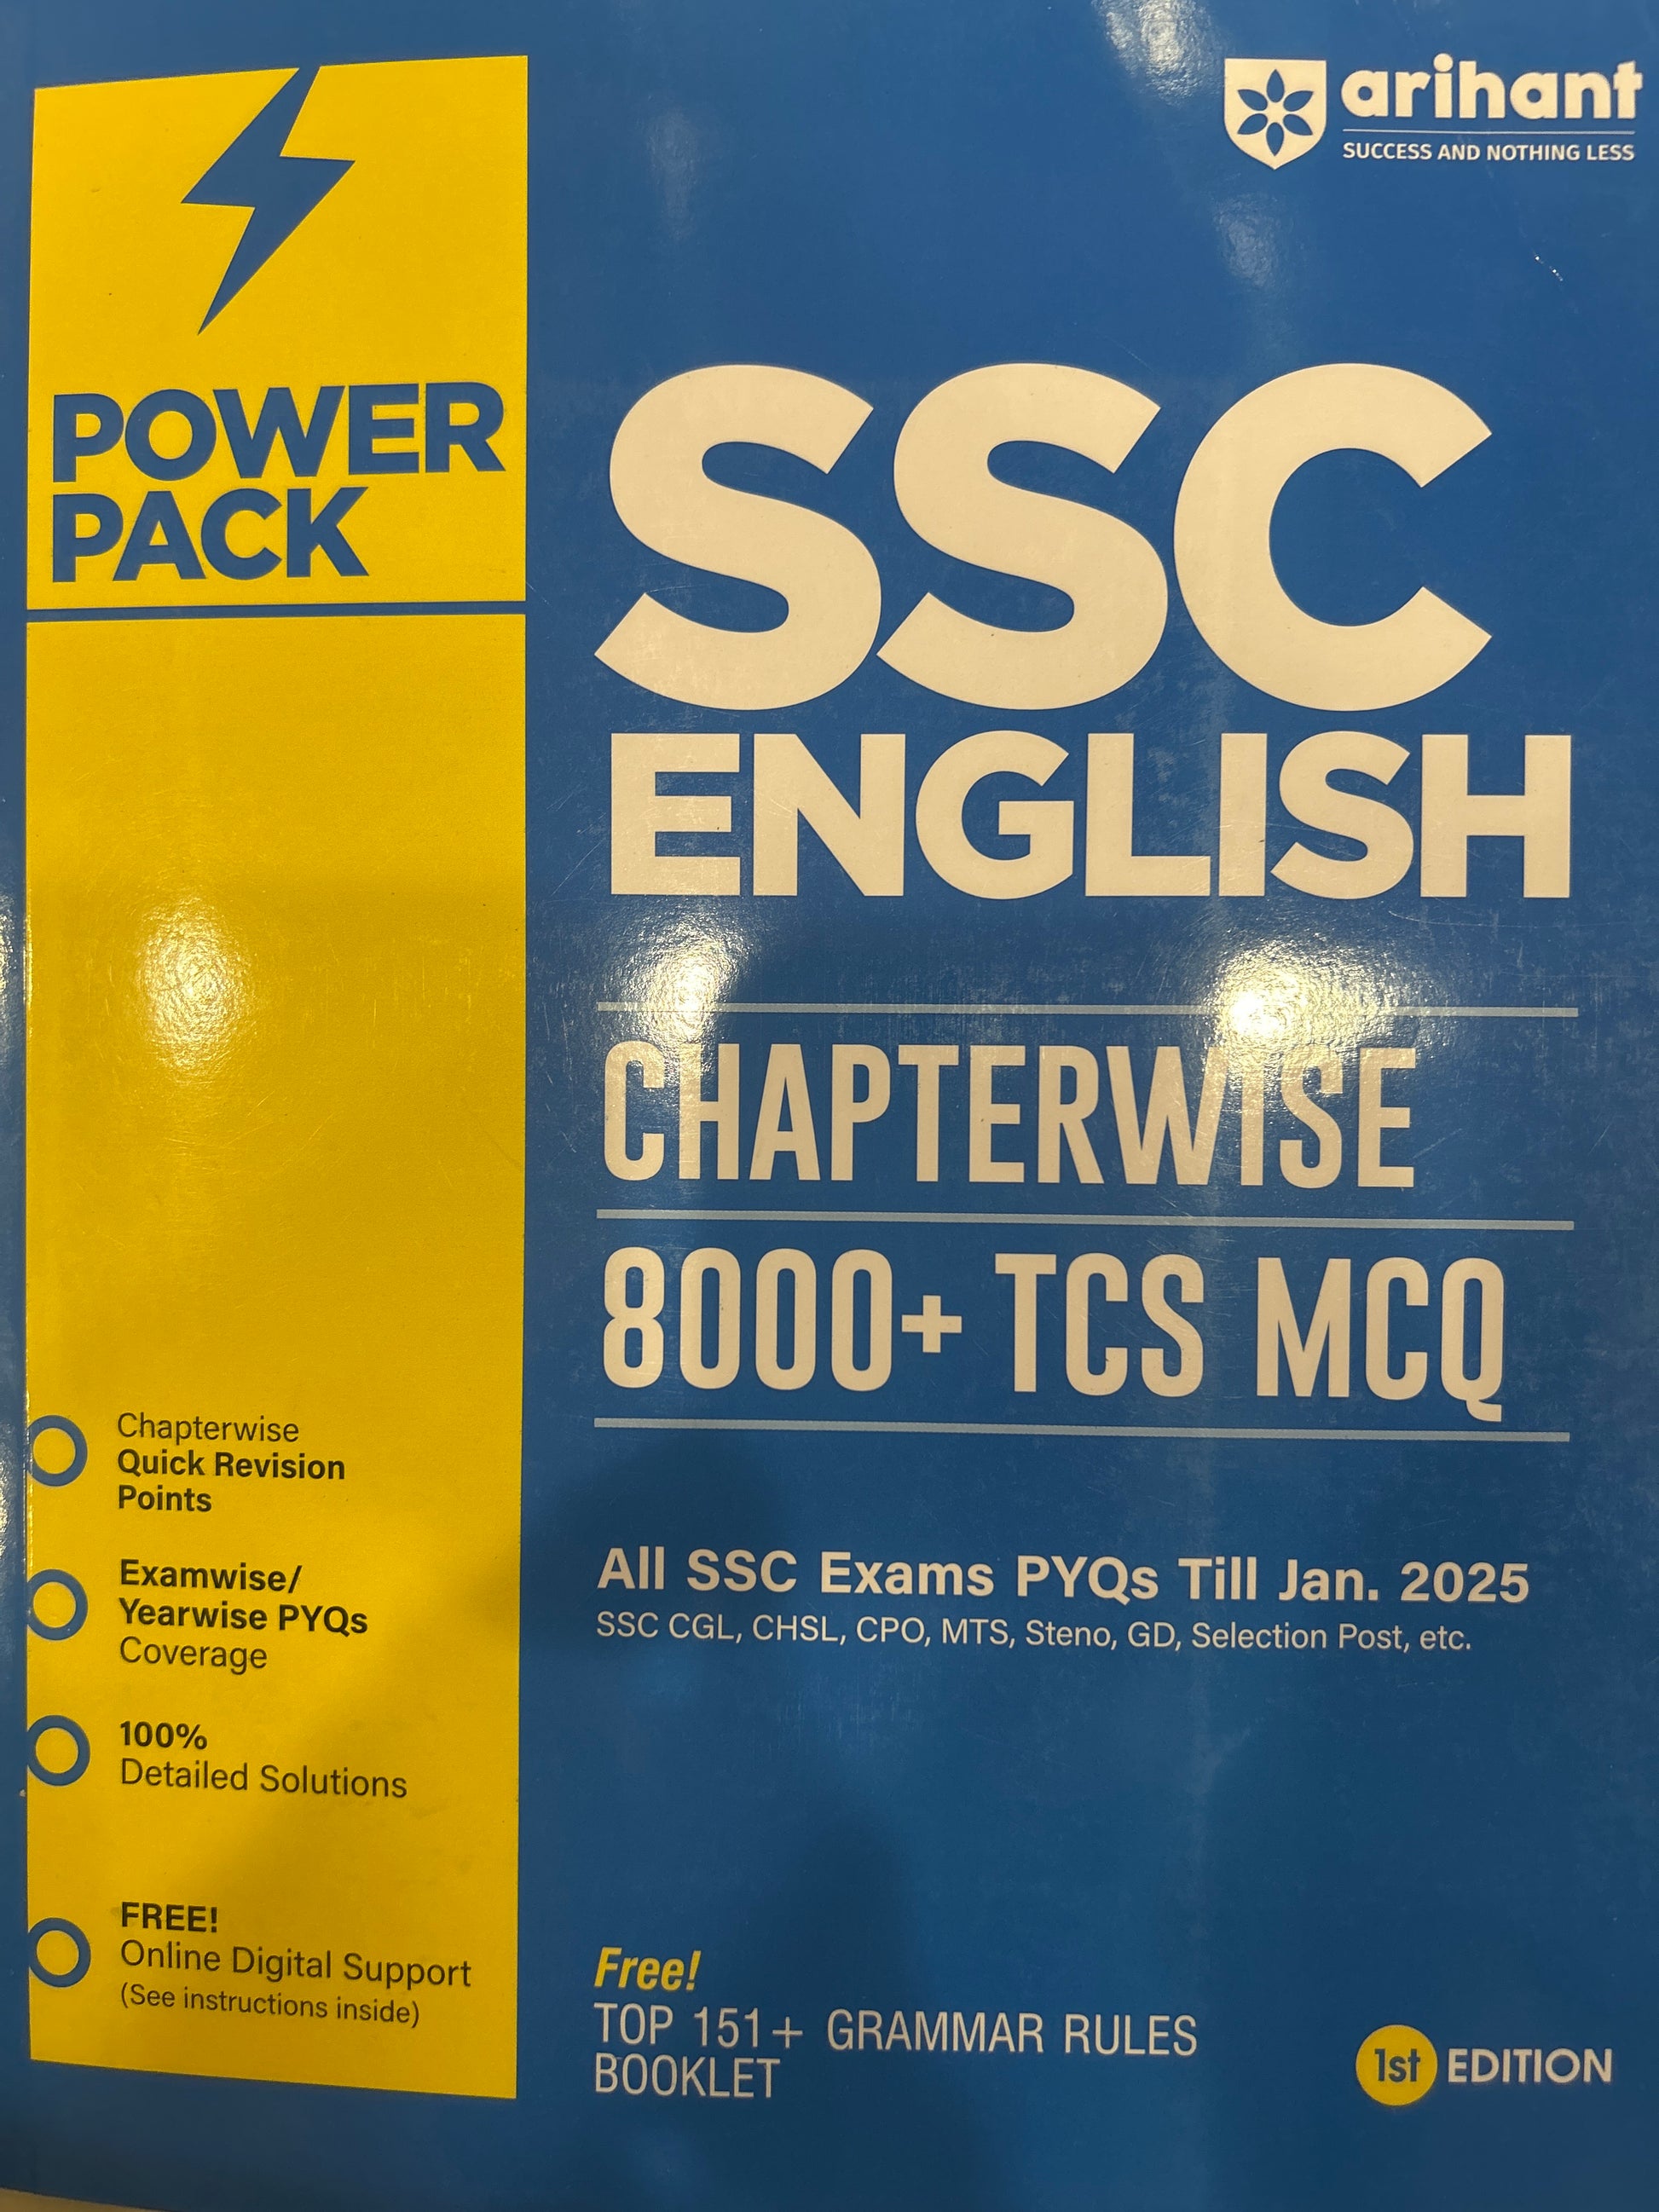 arihant
SUCCESS AND NOTHING LESS
POWER
PACK
SSC
ENGLISH
CHAPTERWISE
8000+ TCS MCQ
All SSC Exams PYQs Till Jan. 2025
SSC CGL, CHSL, CPO, MTS, Steno, GD, Selection Post, etc.
Chapterwise
Quick Revision
Points
Examwise/
Yearwise PYQs
Coverage
100%
Detailed Solutions
FREE!
Online Digital Support
(See instructions inside)
Free!
TOP 151+ GRAMMAR RULES
BOOKLET
1st EDITION